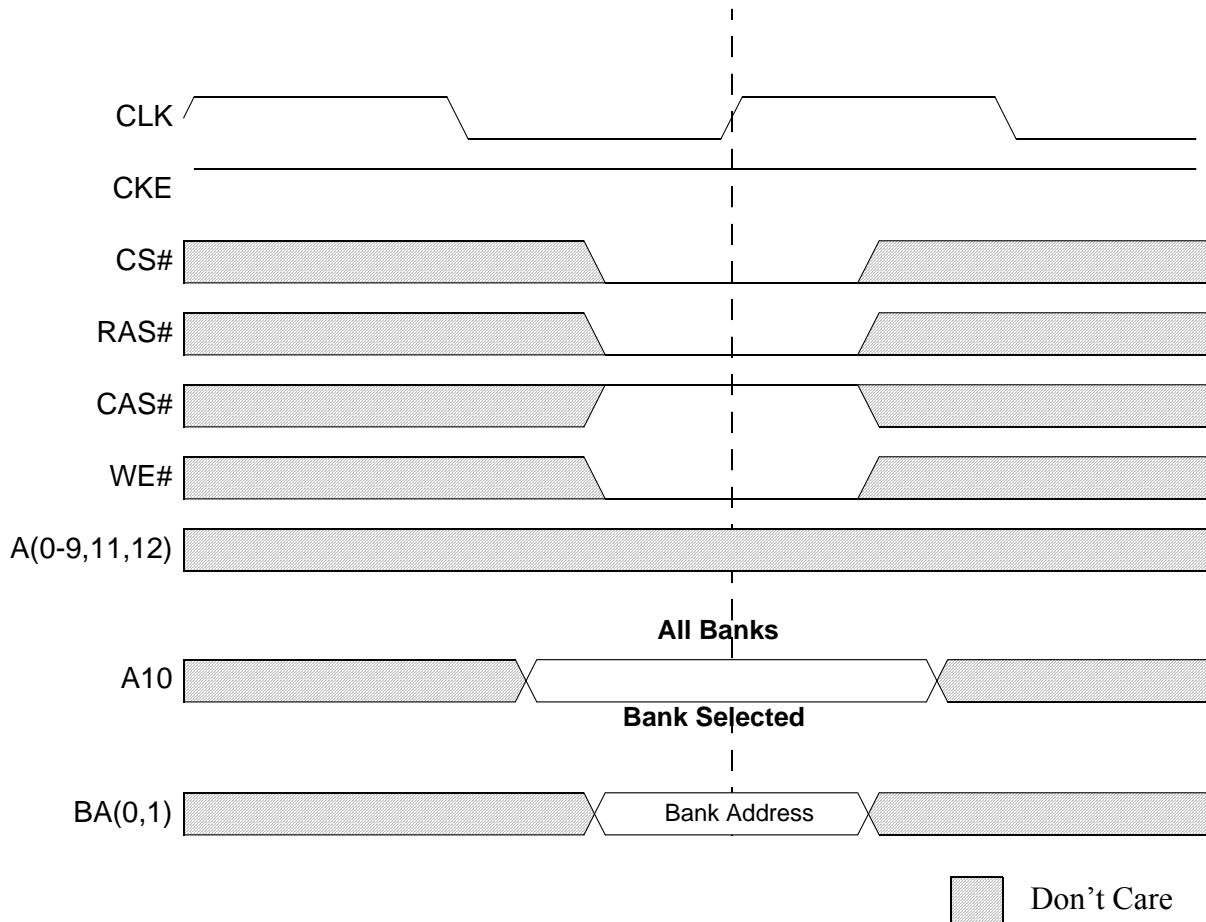 CLK
CKE
CS#
RAS#
CAS#
WE#
A(0-9,11,12)
All Banks
A10
Bank Selected
BA(0,1)
Bank Address
Don’t Care